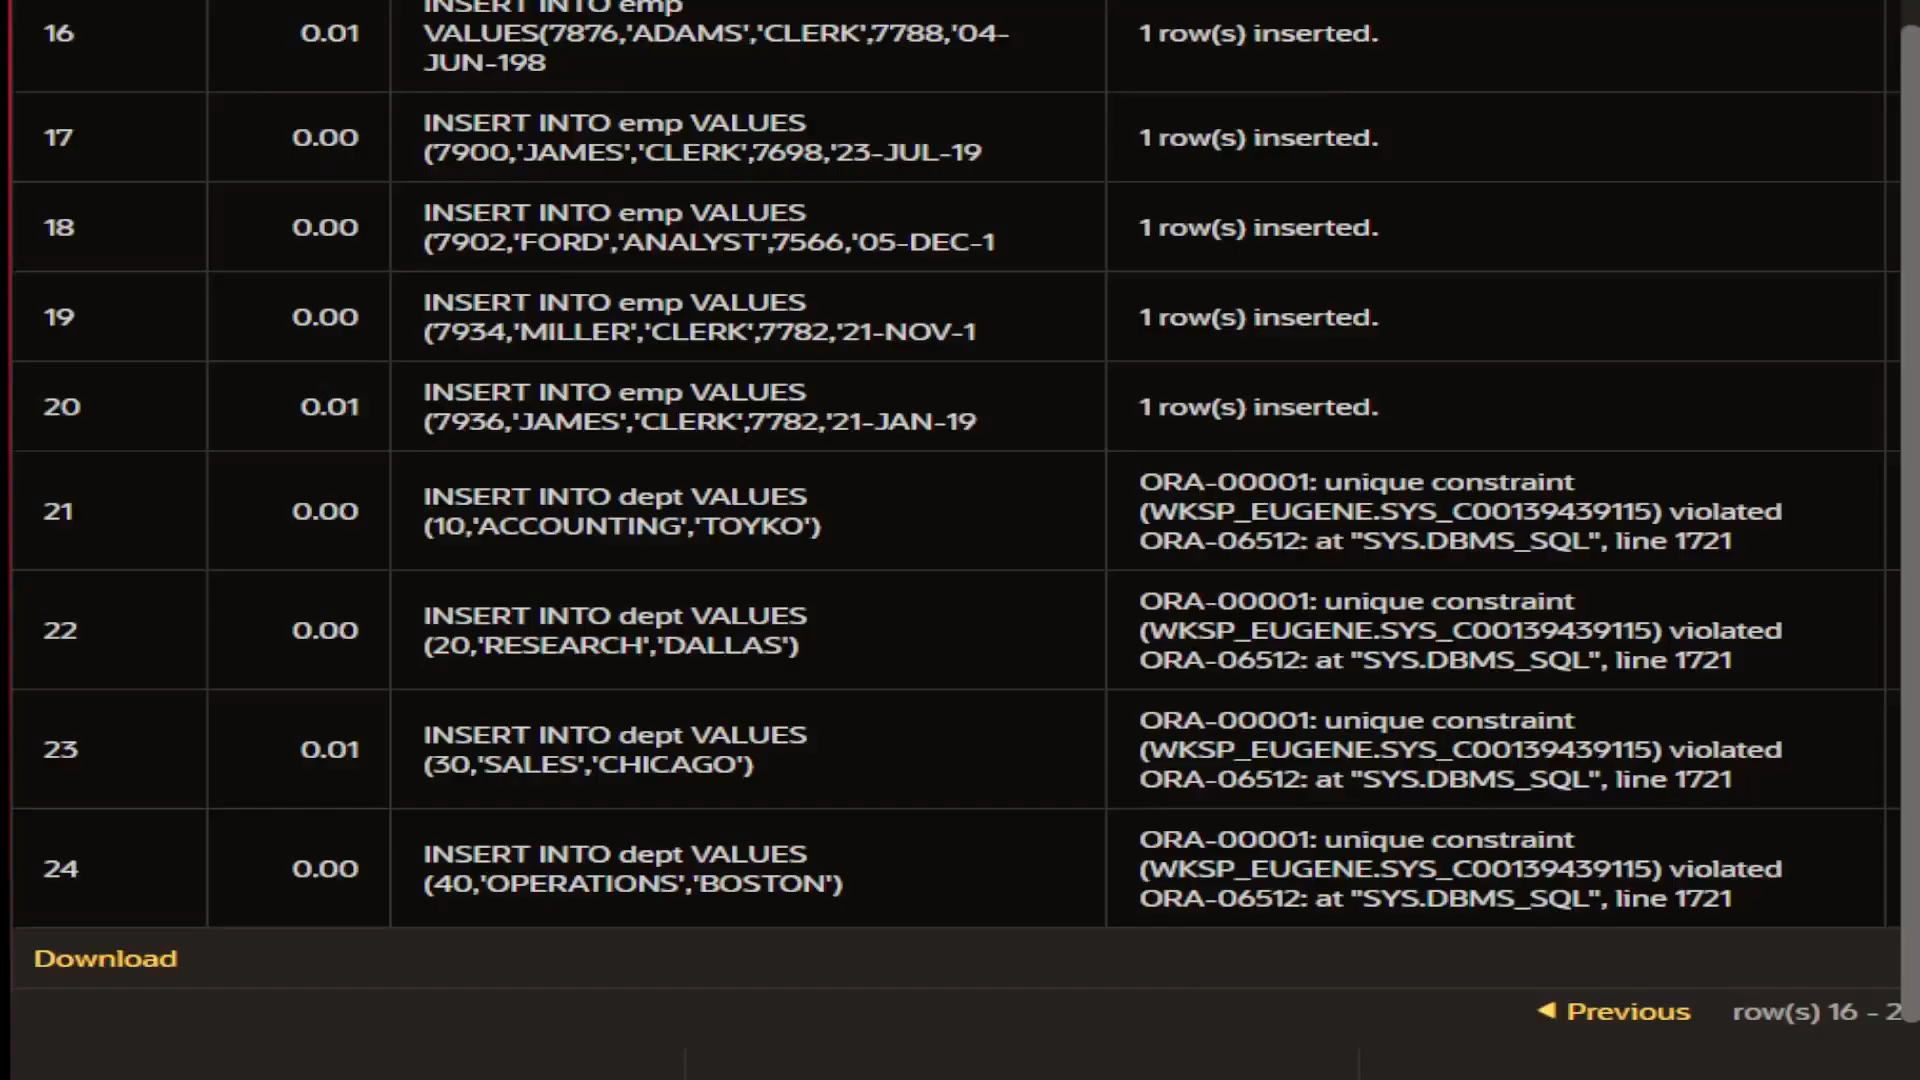 INSERT INTO emp
16 0.01 VALUES(7876,'ADAMS','CLERK',7788,'04- 1 row(s) inserted.
JUN-198
INSERT INTO emp VALUES
17 0.00 1 row(s) inserted.
(7900,'JAMES','CLERK',7698,'23-JUL-19
INSERT INTO emp VALUES
18 0.00 1 row(s) inserted.
(7902,'FORD','ANALYST',7566,'05-DEC-1
INSERT INTO emp VALUES
19 0.00 1 row(s) inserted.
(7934,'MILLER','CLERK',7782,'21-NOV-1
INSERT INTO emp VALUES
20 0.01 1 row(s) inserted.
(7936,'JAMES','CLERK',7782,'21-JAN-19
21 0.00
INSERT INTO dept VALUES
(10,'ACCOUNTING','TOYKO')
ORA-00001: unique constraint
(WKSP_EUGENE.SYS_C00139439115) violated
ORA-06512: at "SYS.DBMS_SQL", line 1721
22 0.00
INSERT INTO dept VALUES
(20,'RESEARCH','DALLAS')
ORA-00001: unique constraint
(WKSP_EUGENE.SYS_C00139439115) violated
ORA-06512: at "SYS.DBMS_SQL", line 1721
23 0.01
INSERT INTO dept VALUES
(30,'SALES','CHICAGO')
ORA-00001: unique constraint
(WKSP_EUGENE.SYS_C00139439115) violated
ORA-06512: at "SYS.DBMS_SQL", line 1721
24 0.00
INSERT INTO dept VALUES
(40,'OPERATIONS','BOSTON')
ORA-00001: unique constraint
(WKSP_EUGENE.SYS_C00139439115) violated
ORA-06512: at "SYS.DBMS_SQL", line 1721
Download
◀ Previous row(s) 16 - 2